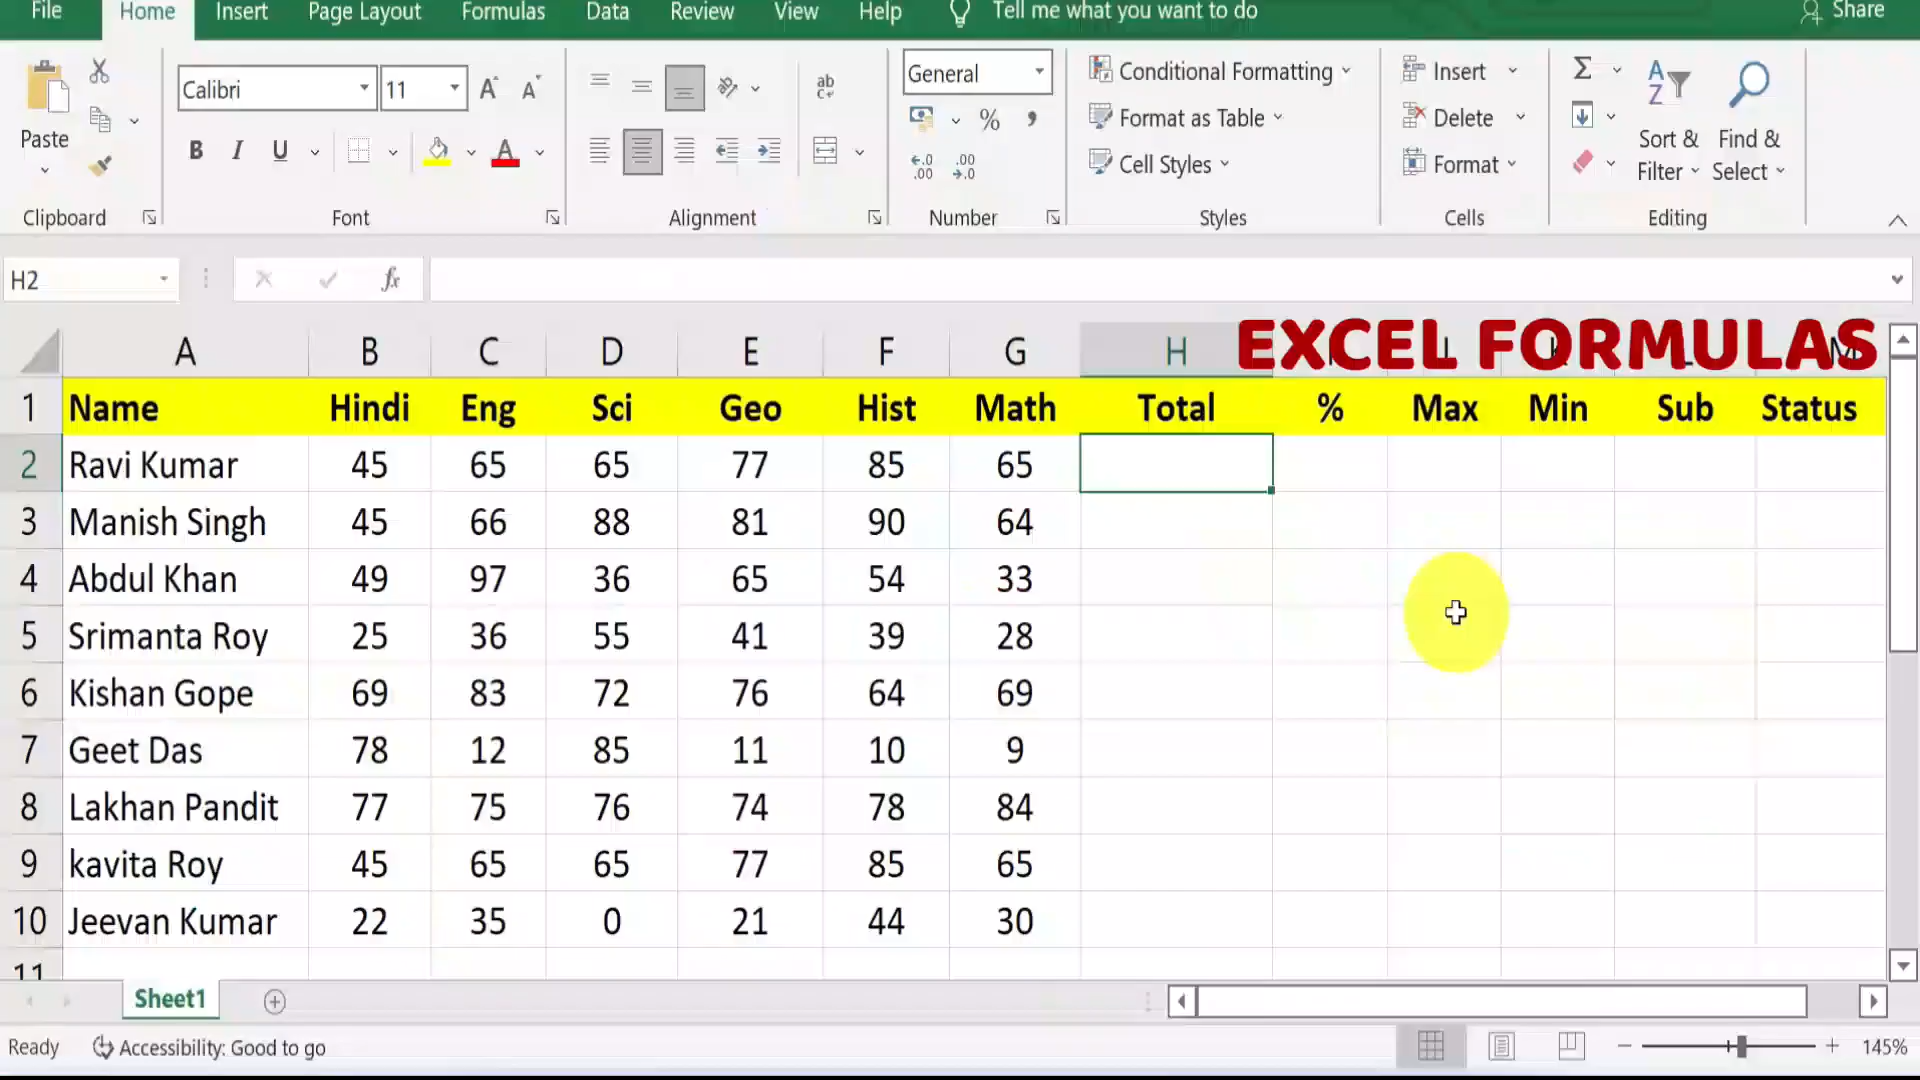 File Home Insert Page Layout Formulas Data Review View Help Tell me what you want to do Share
Calibri 11 General Conditional Formatting Insert Σ
Paste B I U A % Format as Table Delete Sort & Find &
Cell Styles Format Filter Select
Clipboard Font Alignment Number Styles Cells Editing
H2 fx
EXCEL FORMULAS
A B C D E F G H
1 Name Hindi Eng Sci Geo Hist Math Total % Max Min Sub Status
2 Ravi Kumar 45 65 65 77 85 65
3 Manish Singh 45 66 88 81 90 64
4 Abdul Khan 49 97 36 65 54 33
5 Srimanta Roy 25 36 55 41 39 28
6 Kishan Gope 69 83 72 76 64 69
7 Geet Das 78 12 85 11 10 9
8 Lakhan Pandit 77 75 76 74 78 84
9 kavita Roy 45 65 65 77 85 65
10 Jeevan Kumar 22 35 0 21 44 30
11
Sheet1
Ready Accessibility: Good to go 145%